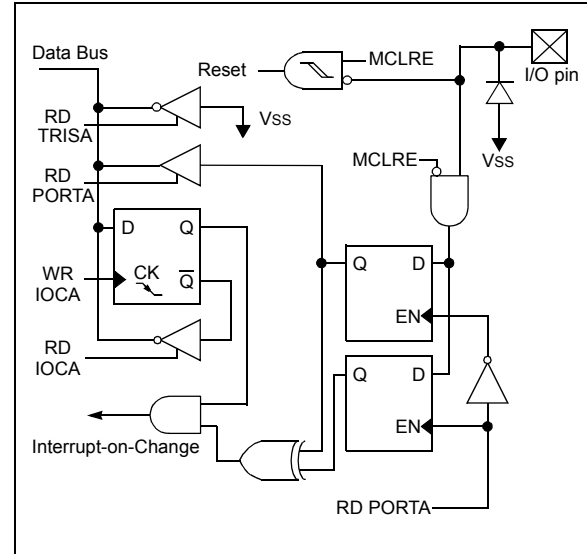 Data Bus
MCLRE
Reset
I/O pin
RD
TRISA
VSS
VSS
RD
PORTA
MCLRE
D
Q
CK
Q
WR
IOCA
Q
D
EN
RD
IOCA
Q
D
EN
Interrupt-on-Change
RD PORTA